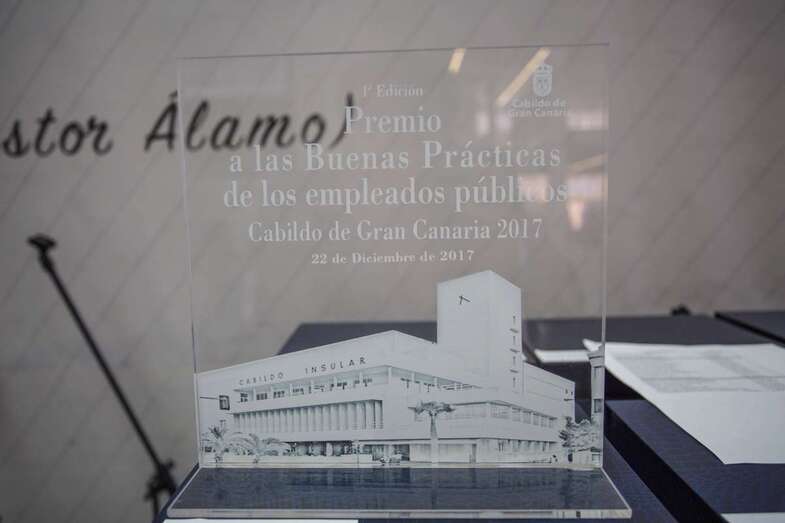 1ª Edición
Premio
a las Buenas Prácticas
de los empleados públicos
Cabildo de Gran Canaria 2017
22 de Diciembre de 2017
Cabildo de
Gran Canaria
stor Álamo)
CABILDO INSULAR